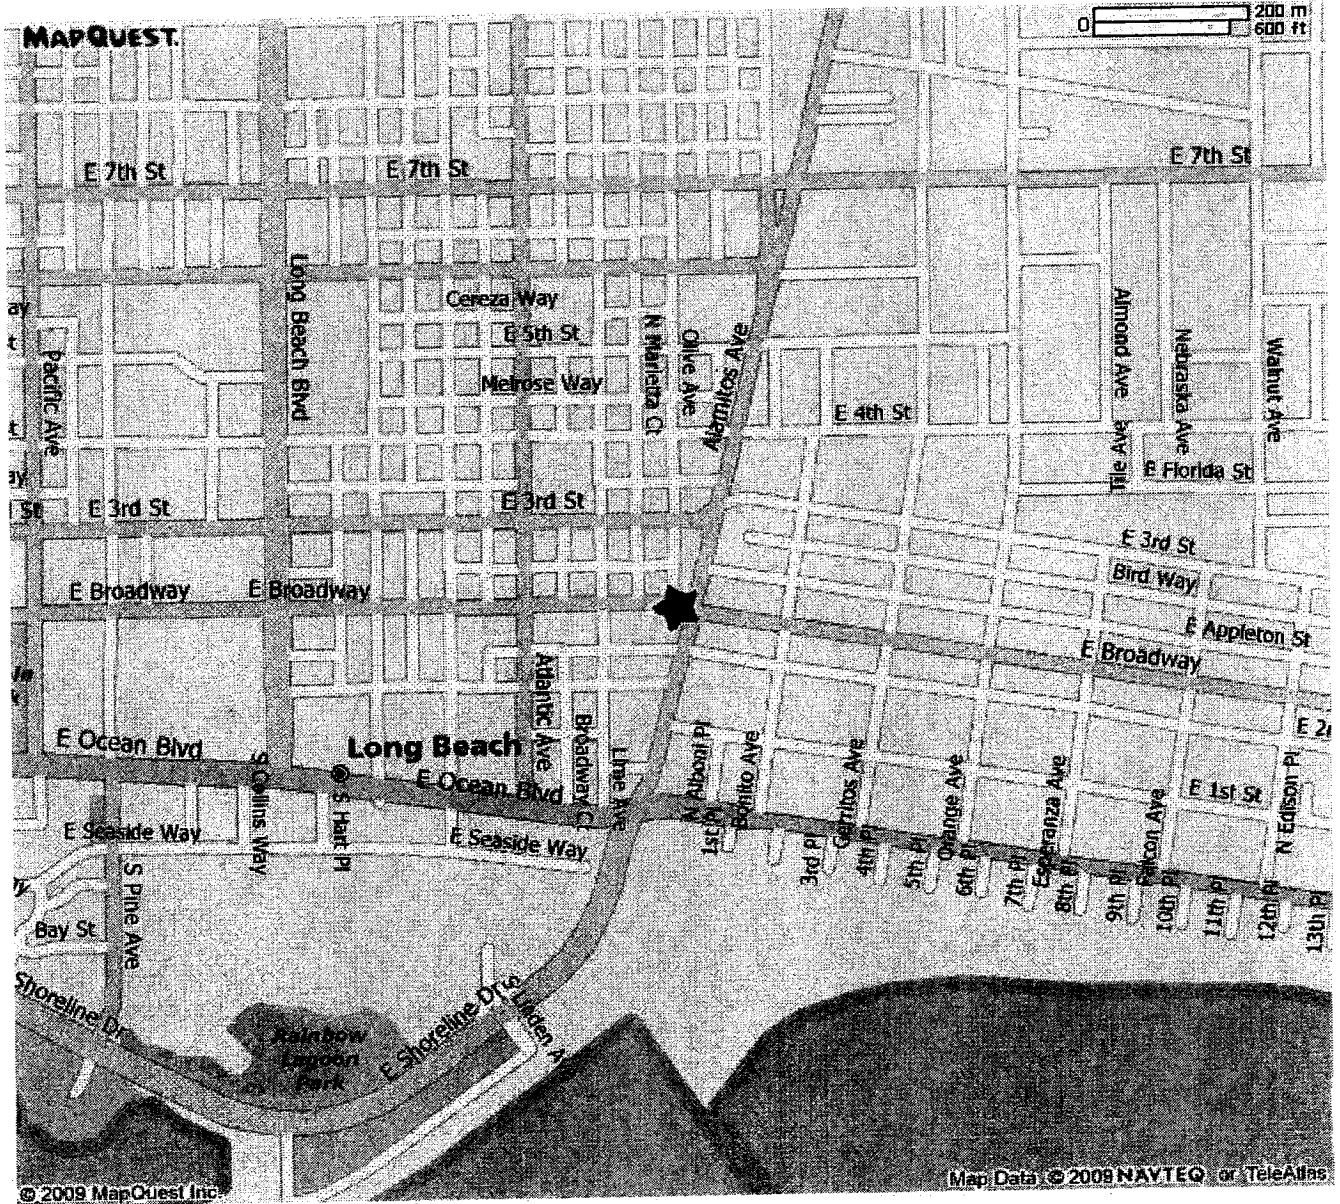 MAPQUEST.
0
200 m
600 ft
E 7th St
E 7th St
E 7th St
Long Beach Blvd
Cereza Way
E 5th St
Melrose Way
N Marietta Ct
Olive Ave
Alamitos Ave
Pacific Ave
Almond Ave
Nebraska Ave
Walnut Ave
E 4th St
Tile Ave
E Florida St
ay
t
t
ay
St
E 3rd St
E 3rd St
E 3rd St
Bird Way
E Appleton St
E Broadway
E Broadway
E Broadway
E Ocean Blvd
Long Beach
E Ocean Blvd
Atlantic Ave
Broadway Ct
Lime Ave
N Alboni Pl
Bonito Ave
Cerritos Ave
Orange Ave
Esperanza Ave
Falcon Ave
E 1st St
N Edison Pl
E 2
S Collins Way
S Hart Pl
E Seaside Way
E Seaside Way
1st Pl
3rd Pl
4th Pl
5th Pl
6th Pl
7th Pl
8th Pl
9th Pl
10th Pl
11th Pl
12th Pl
13th Pl
S Pine Ave
Bay St
Shoreline Dr
E Shoreline Dr
S Linden A
Rainbow
Lagoon
Park
© 2009 MapQuest Inc.
Map Data © 2009 NAVTEQ or TeleAtlas